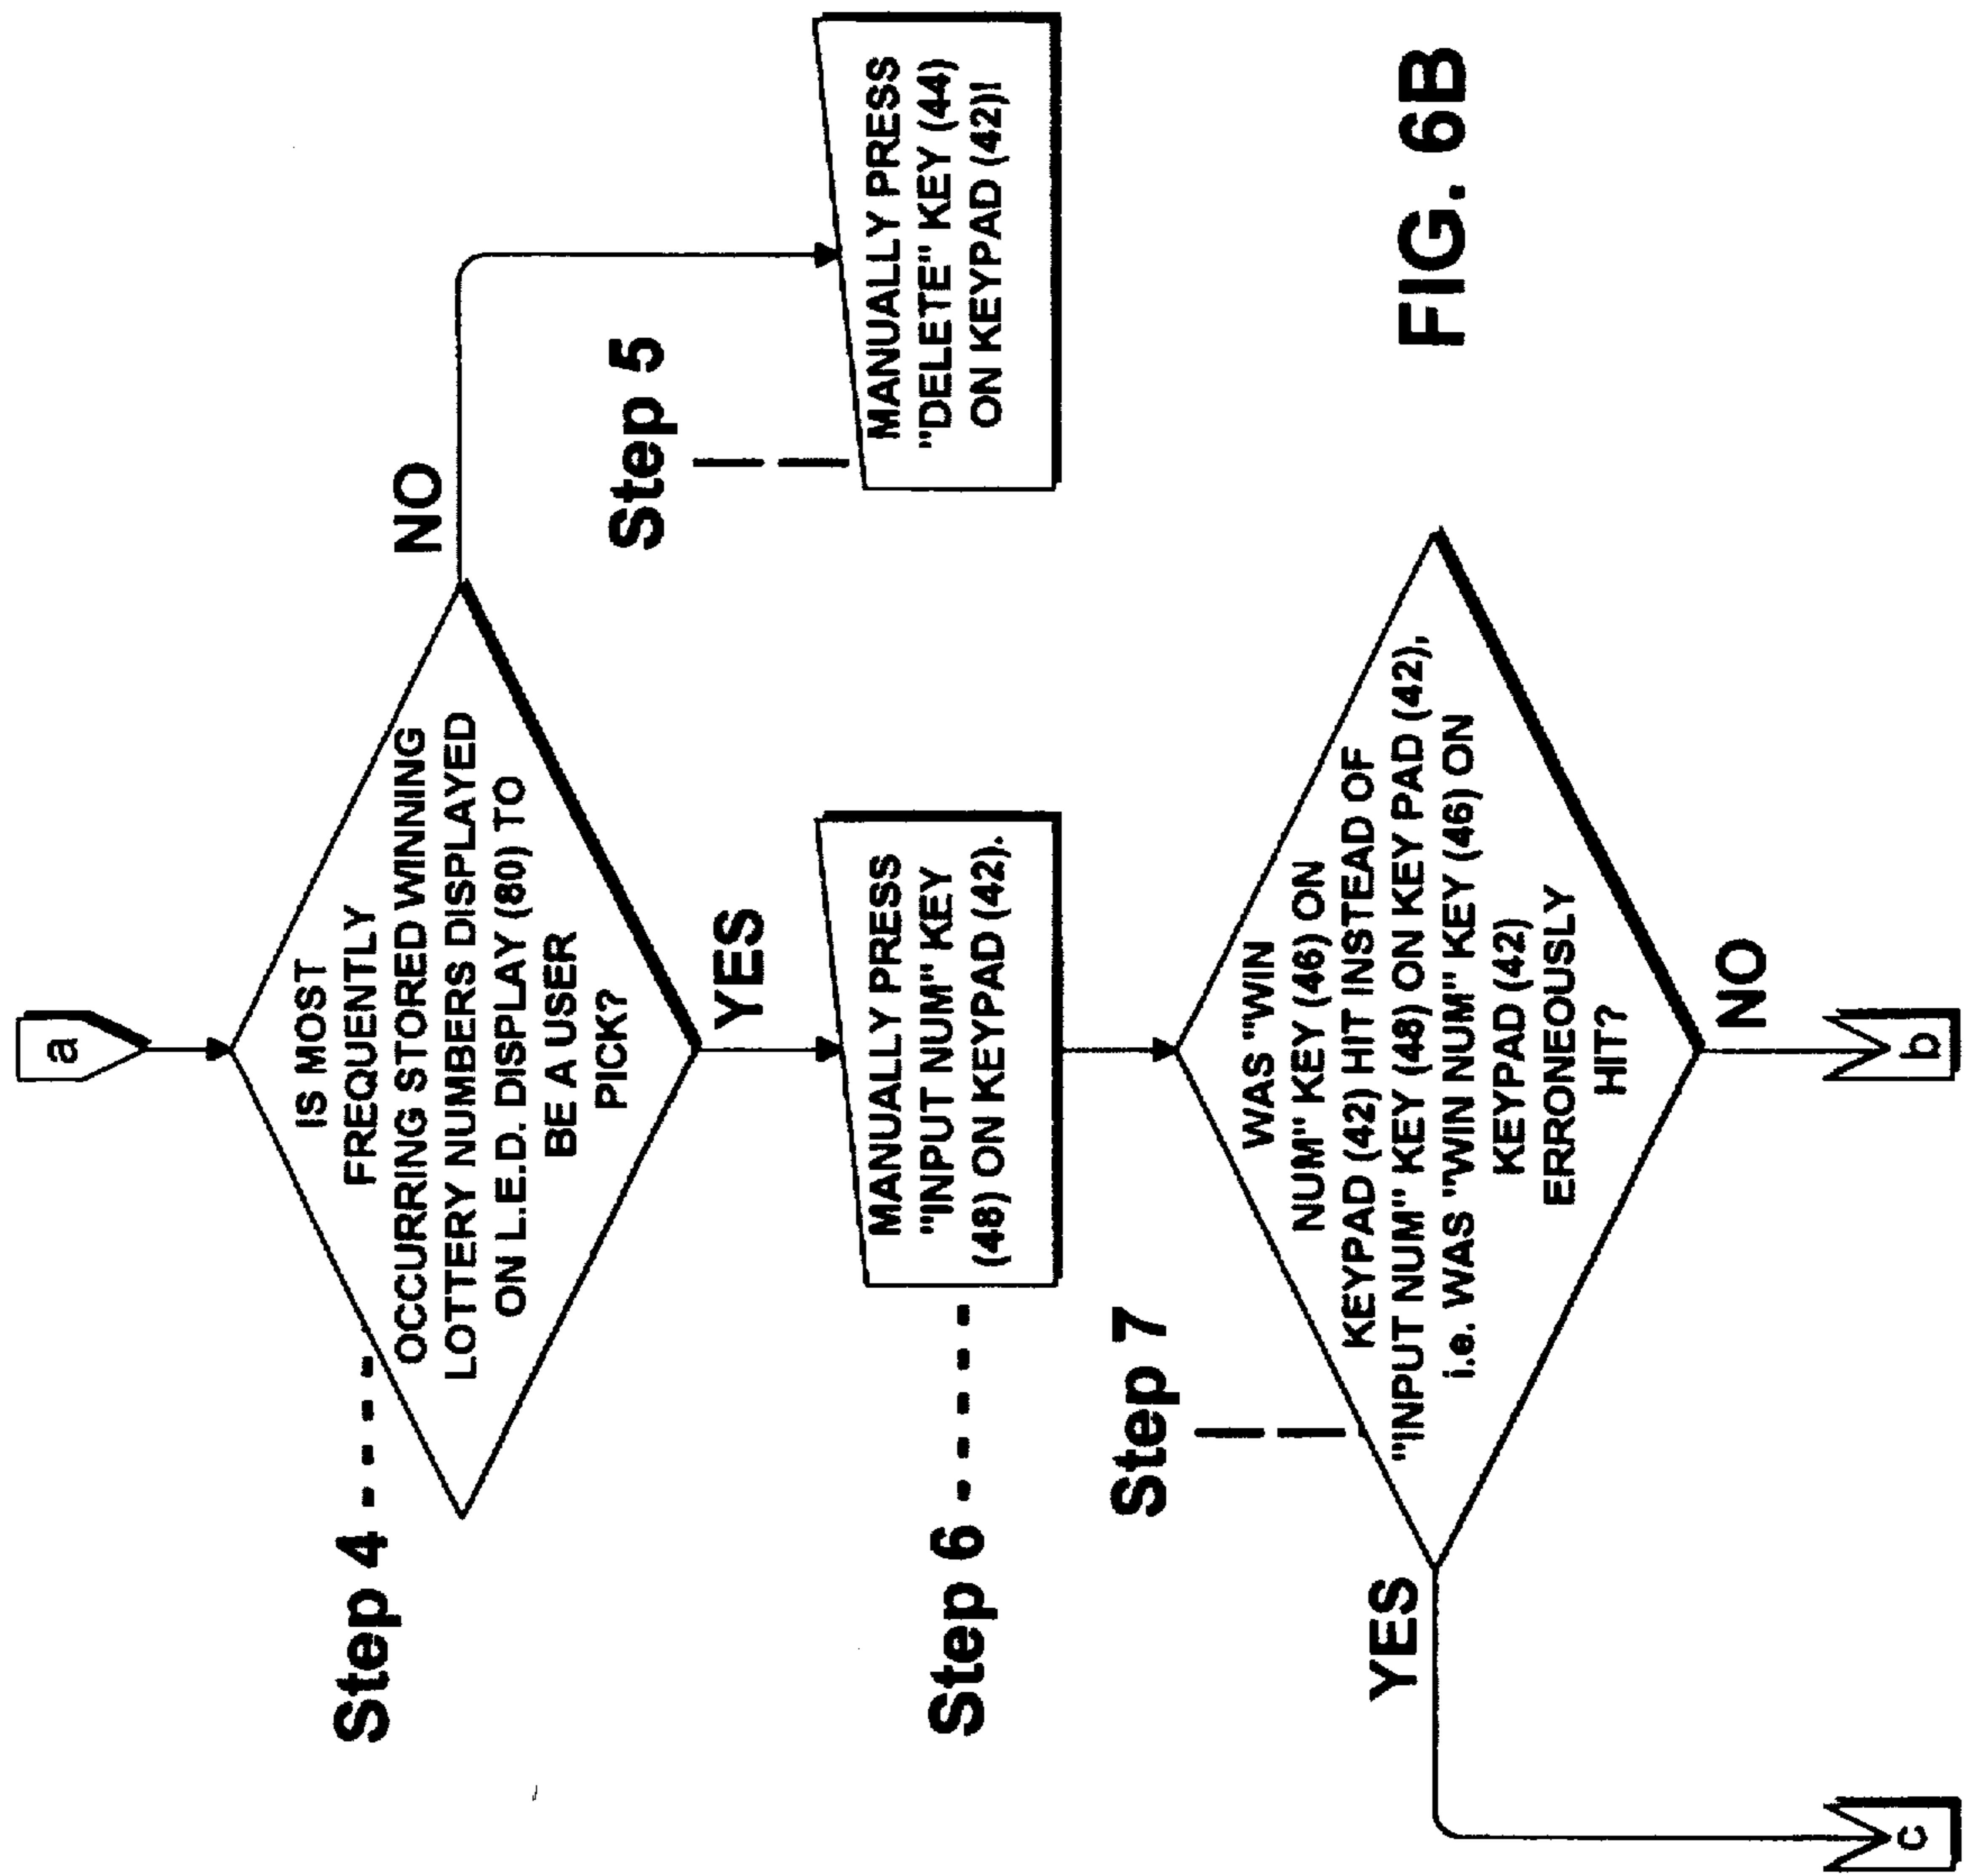 a
Step 4
IS MOST
FREQUENTLY
OCCURRING STORED WINNING
LOTTERY NUMBERS DISPLAYED
ON L.E.D. DISPLAY (80) TO
BE A USER
PICK?
NO
YES
Step 5
MANUALLY PRESS
"DELETE" KEY (44)
ON KEYPAD (42)!
Step 6
MANUALLY PRESS
"INPUT NUM" KEY
(48) ON KEYPAD (42).
Step 7
WAS "WIN
NUM" KEY (46) ON
KEYPAD (42) HIT INSTEAD OF
"INPUT NUM" KEY (48) ON KEY PAD (42),
i.e. WAS "WIN NUM" KEY (46) ON
KEYPAD (42)
ERRONEOUSLY
HIT?
YES
NO
c
b
FIG. 6B